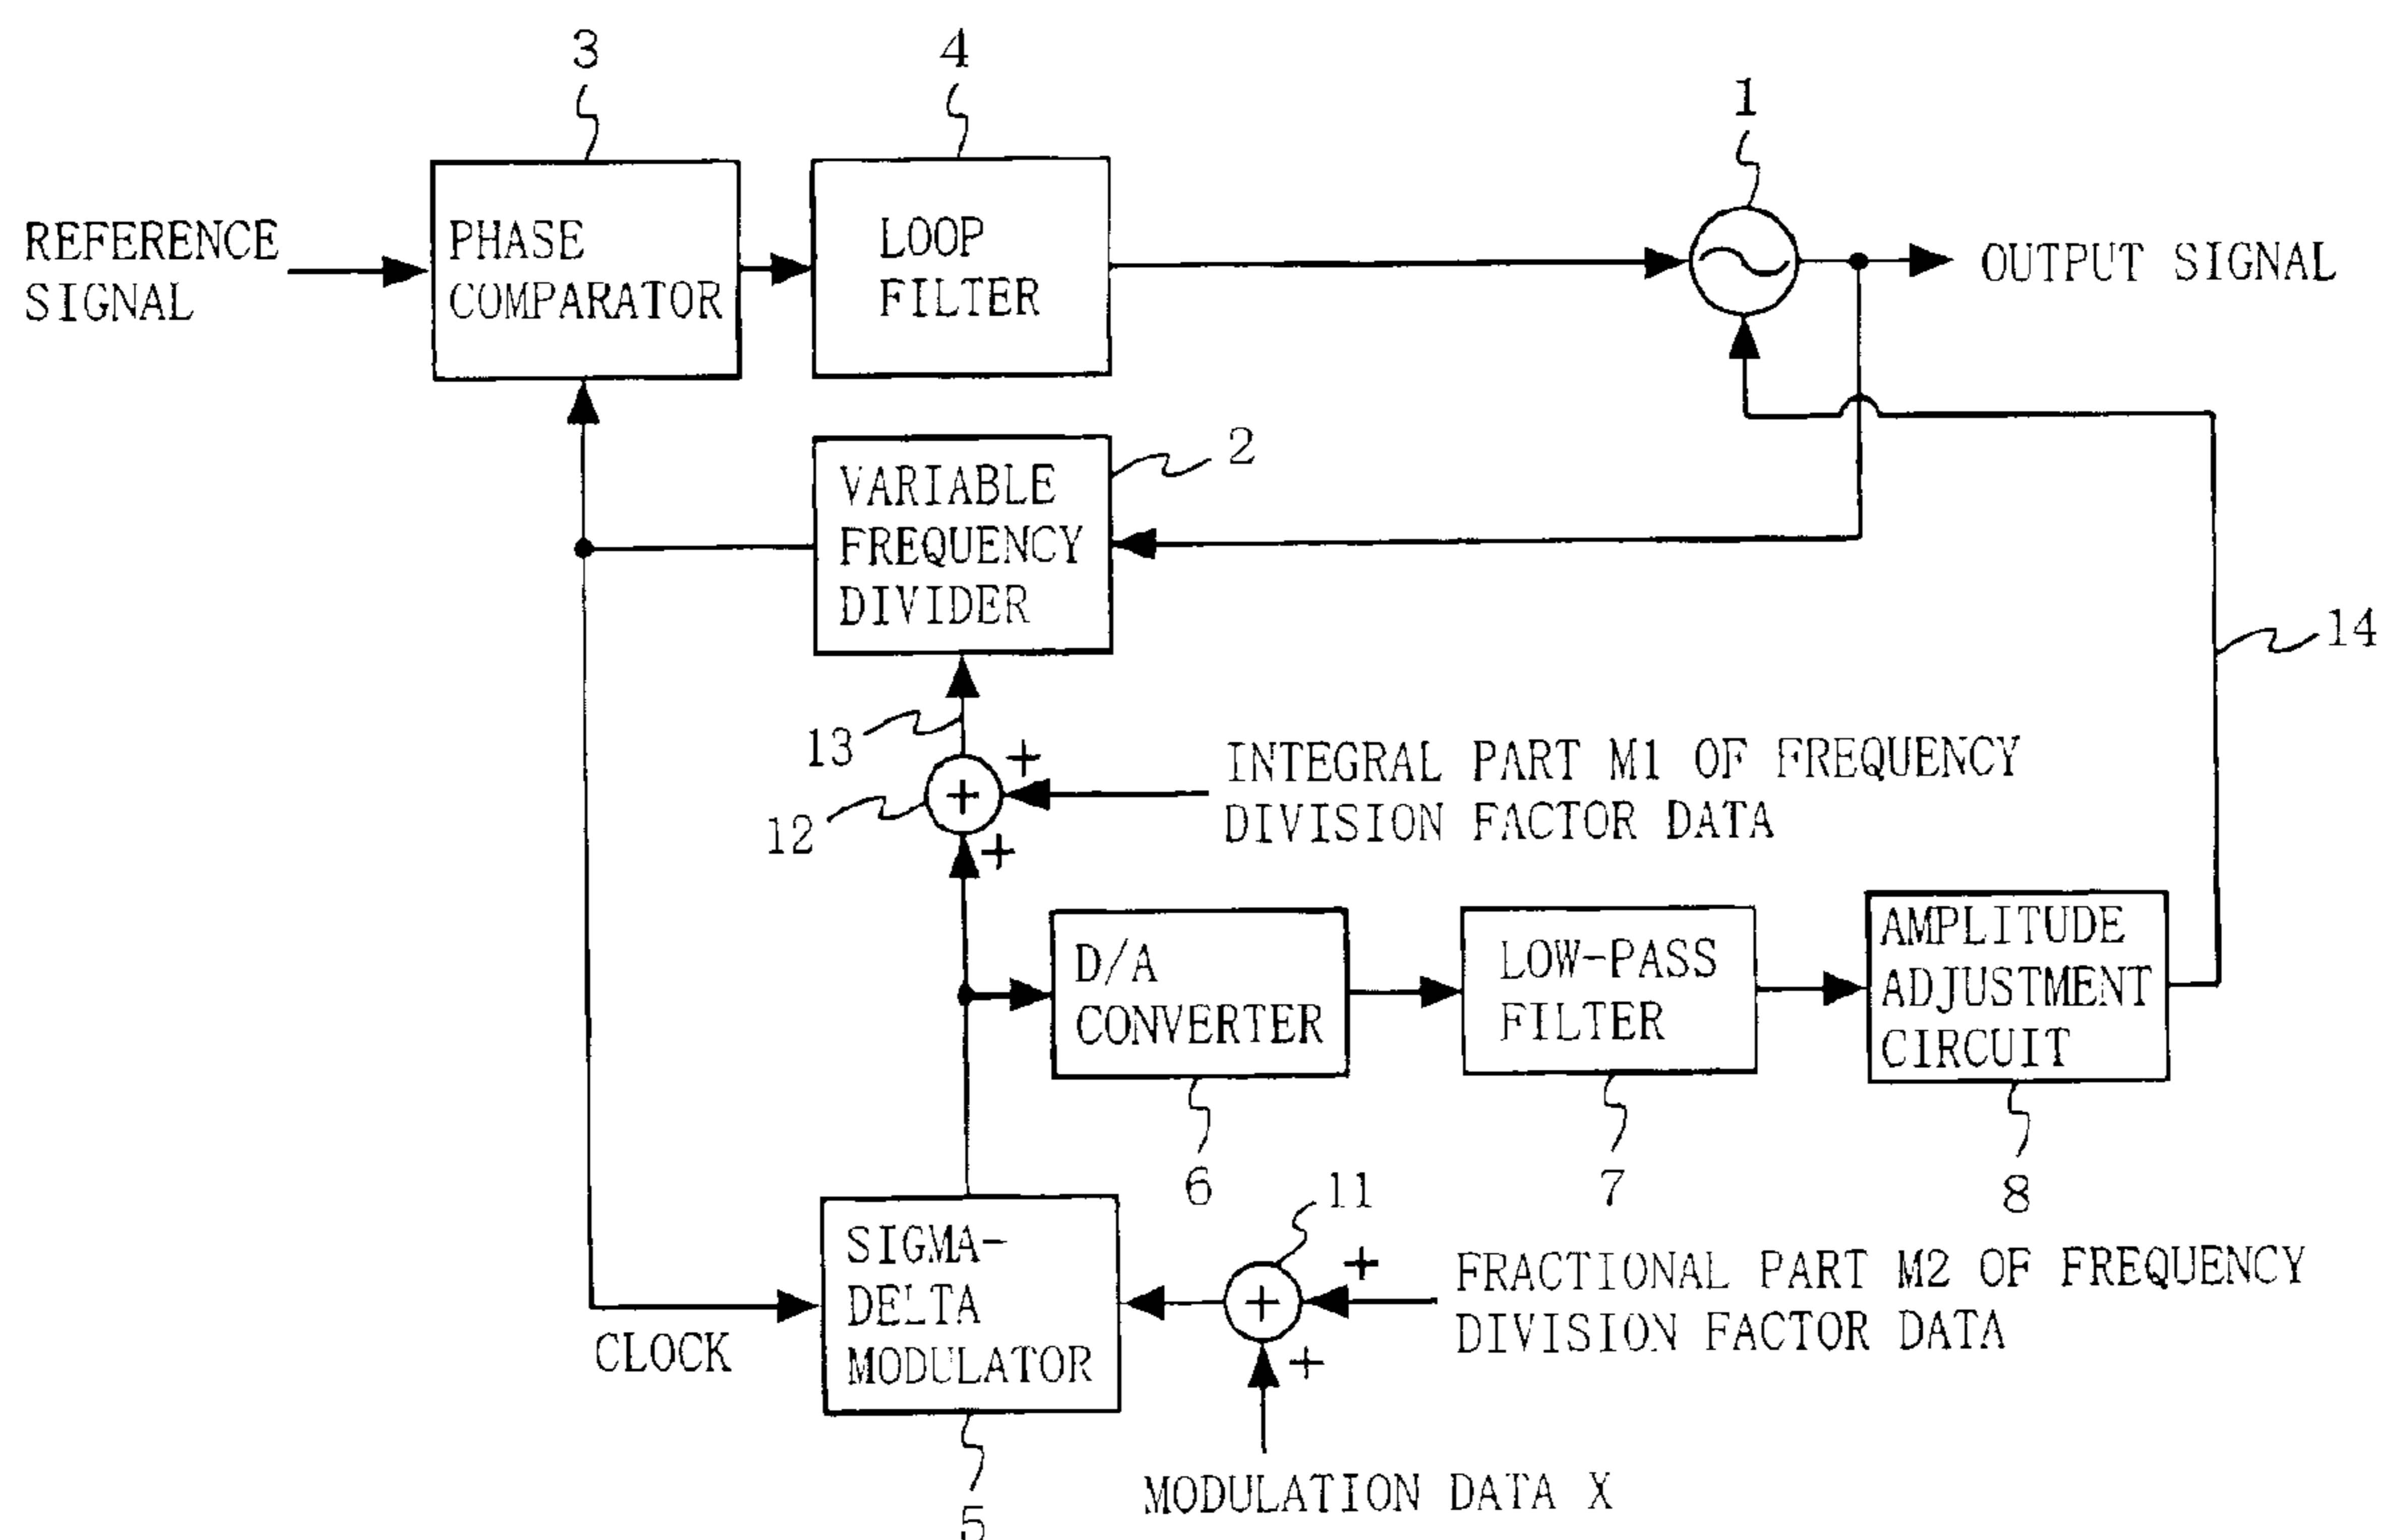 3
4
1
REFERENCE
SIGNAL
PHASE
COMPARATOR
LOOP
FILTER
OUTPUT SIGNAL
VARIABLE
FREQUENCY
DIVIDER
2
14
13
+
+
12
+
INTEGRAL PART M1 OF FREQUENCY
DIVISION FACTOR DATA
D/A
CONVERTER
LOW-PASS
FILTER
AMPLITUDE
ADJUSTMENT
CIRCUIT
6
7
8
11
SIGMA-
DELTA
MODULATOR
CLOCK
+
+
+
FRACTIONAL PART M2 OF FREQUENCY
DIVISION FACTOR DATA
5
MODULATION DATA X